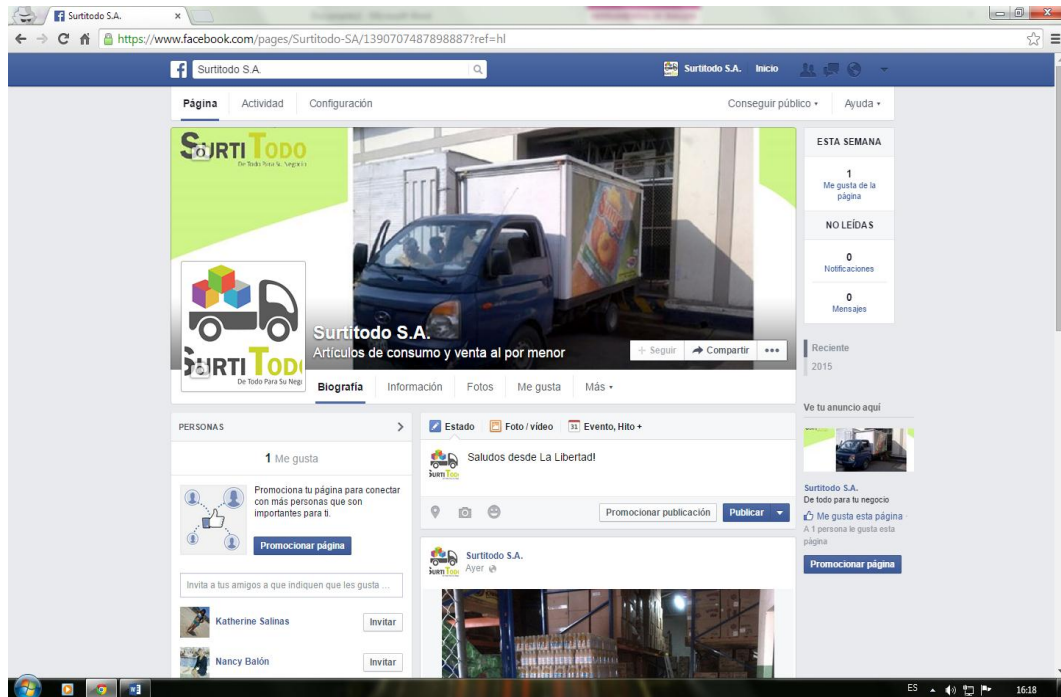 Surtitodo S.A.
https://www.facebook.com/pages/Surtitodo-SA/1390707487898887?ref=hl
Surtitodo S.A.
Surtitodo S.A. Inicio
Página Actividad Configuración
Conseguir público Ayuda
SURTI TODO
De Todo Para Su Negocio
Surtitodo S.A.
Artículos de consumo y venta al por menor
+ Seguir Compartir
SURTI TODO
De Todo Para Su Nego
Biografía Información Fotos Me gusta Más
ESTA SEMANA
1
Me gusta de la
página
NO LEÍDAS
0
Notificaciones
0
Mensajes
Reciente
2015
PERSONAS
1 Me gusta
Promociona tu página para conectar
con más personas que son
importantes para ti.
Promocionar página
Invita a tus amigos a que indiquen que les gusta ...
Katherine Salinas Invitar
Nancy Balón Invitar
Estado Foto / vídeo 31 Evento, Hito +
Saludos desde La Libertad!
Promocionar publicación Publicar
Surtitodo S.A.
Ayer
Ve tu anuncio aquí
Surtitodo S.A.
De todo para tu negocio
Me gusta esta página ·
A 1 persona le gusta esta
página
Promocionar página
ES 16:18